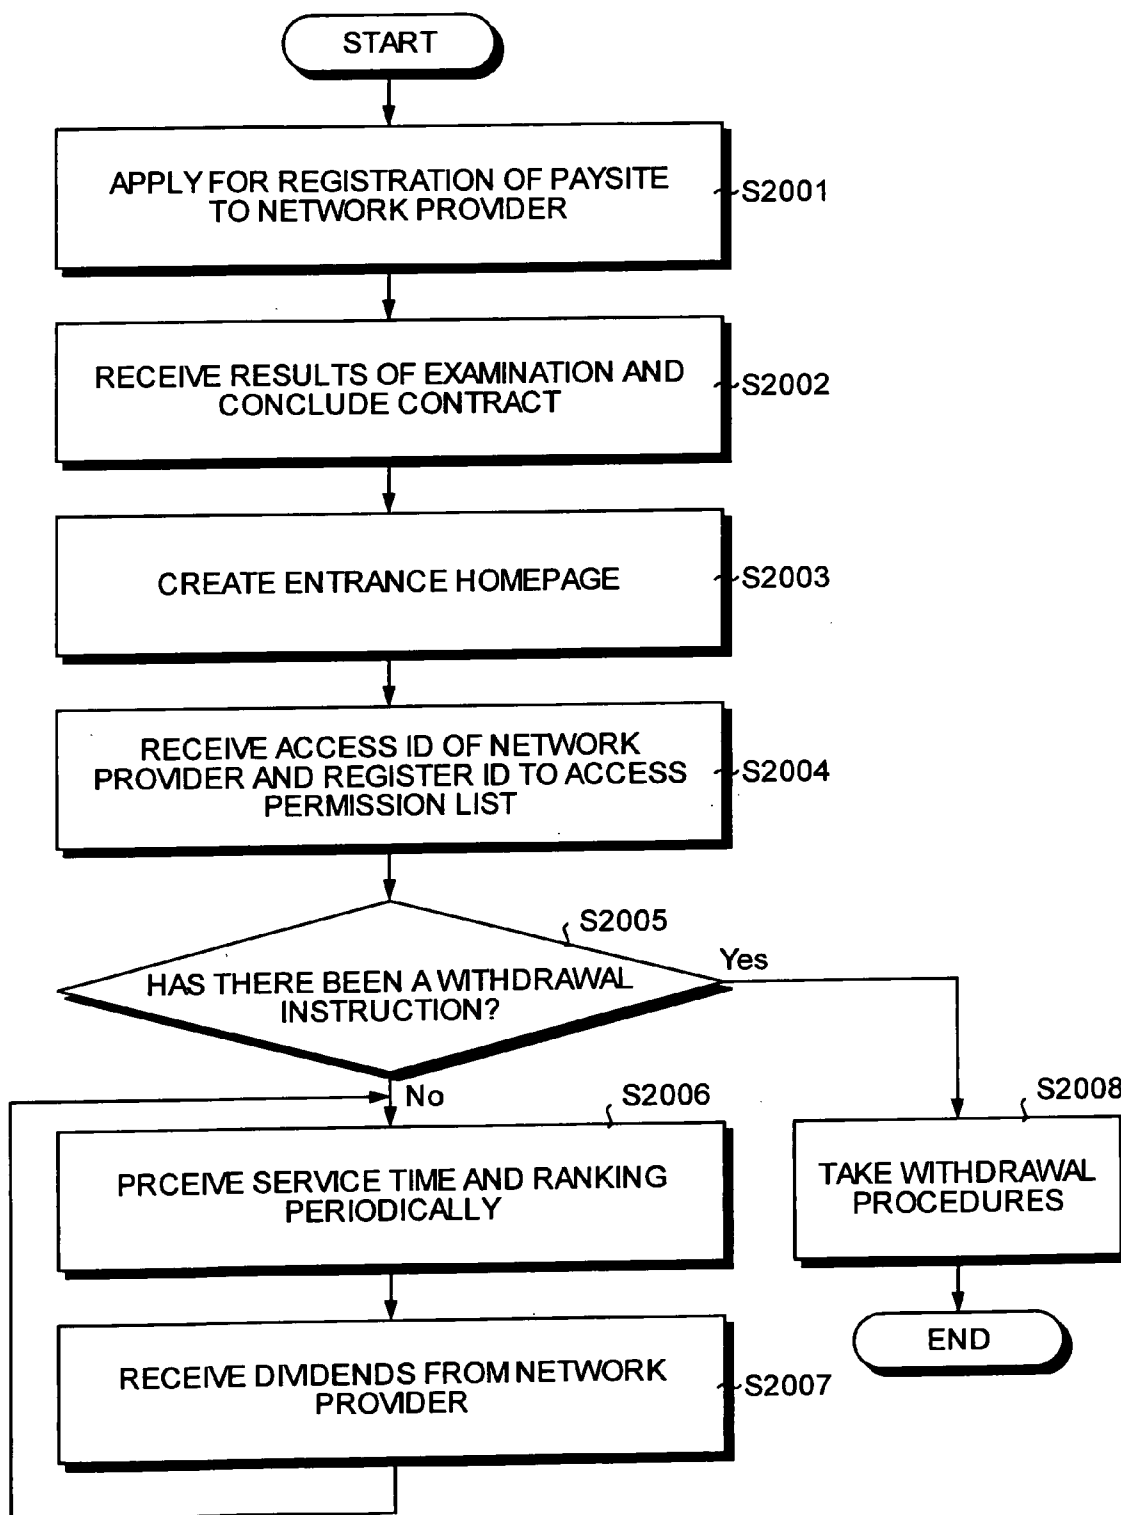 START
APPLY FOR REGISTRATION OF PAYSITE
TO NETWORK PROVIDER
S2001
RECEIVE RESULTS OF EXAMINATION AND
CONCLUDE CONTRACT
S2002
CREATE ENTRANCE HOMEPAGE
S2003
RECEIVE ACCESS ID OF NETWORK
PROVIDER AND REGISTER ID TO ACCESS
PERMISSION LIST
S2004
S2005
HAS THERE BEEN A WITHDRAWAL
INSTRUCTION?
Yes
No
S2006
PRCEIVE SERVICE TIME AND RANKING
PERIODICALLY
S2008
TAKE WITHDRAWAL
PROCEDURES
RECEIVE DIVIDENDS FROM NETWORK
PROVIDER
S2007
END